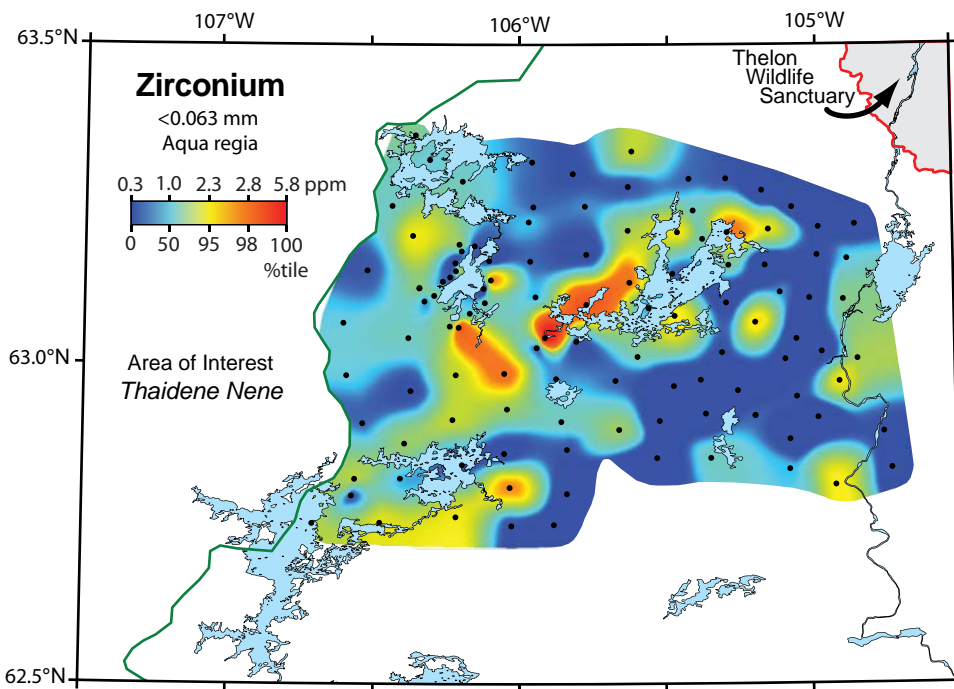 107°W 106°W 105°W
63.5°N
Thelon
Wildlife
Sanctuary
Zirconium
<0.063 mm
Aqua regia
0.3 1.0 2.3 2.8 5.8 ppm
0 50 95 98 100
%tile
63.0°N
Area of Interest
Thaidene Nene
62.5°N